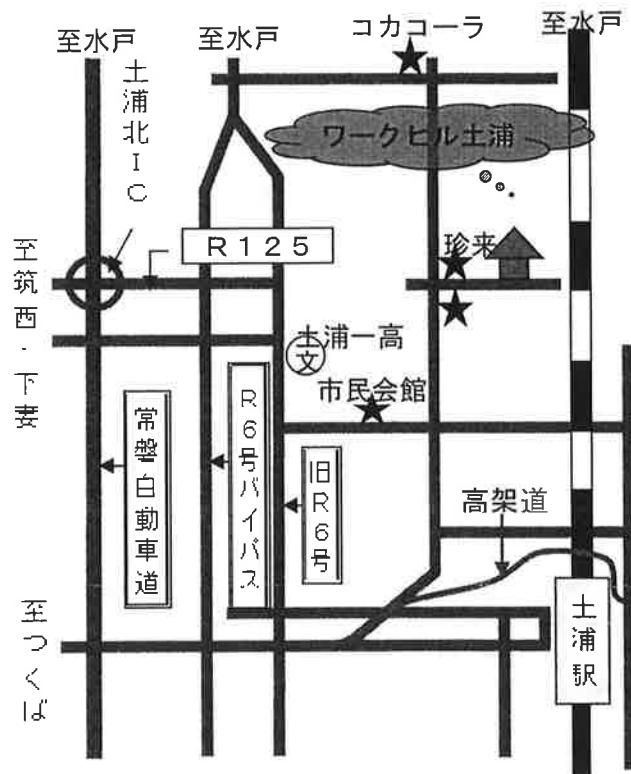 至水戸
至水戸
コカコーラ
至水戸
土浦北IC
ワークヒル土浦
R125
珍来
至筑西・下妻
土浦一高
文
市民会館
R6号バイパス
常磐自動車道
旧R6号
高架道
至つくば
土浦駅